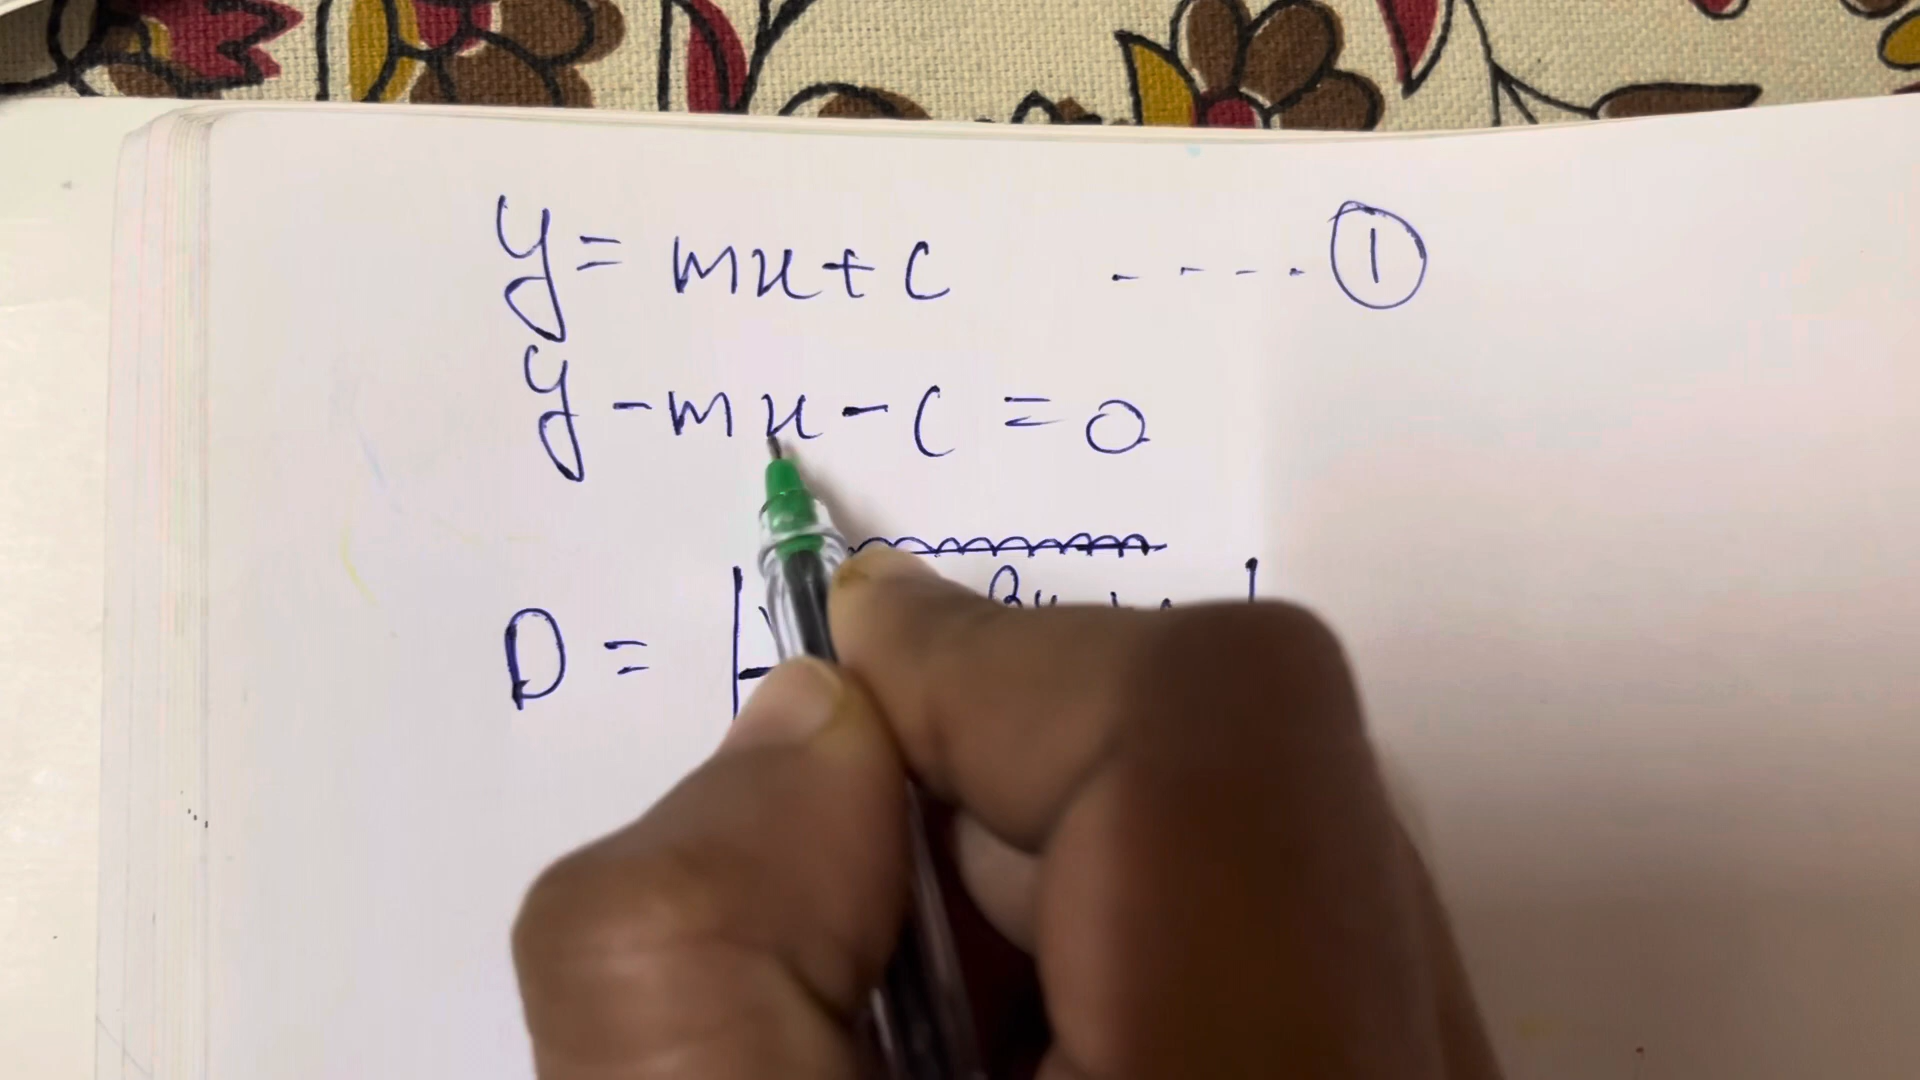 y = mx + c ----- ①
y - mx - c = 0
D = |